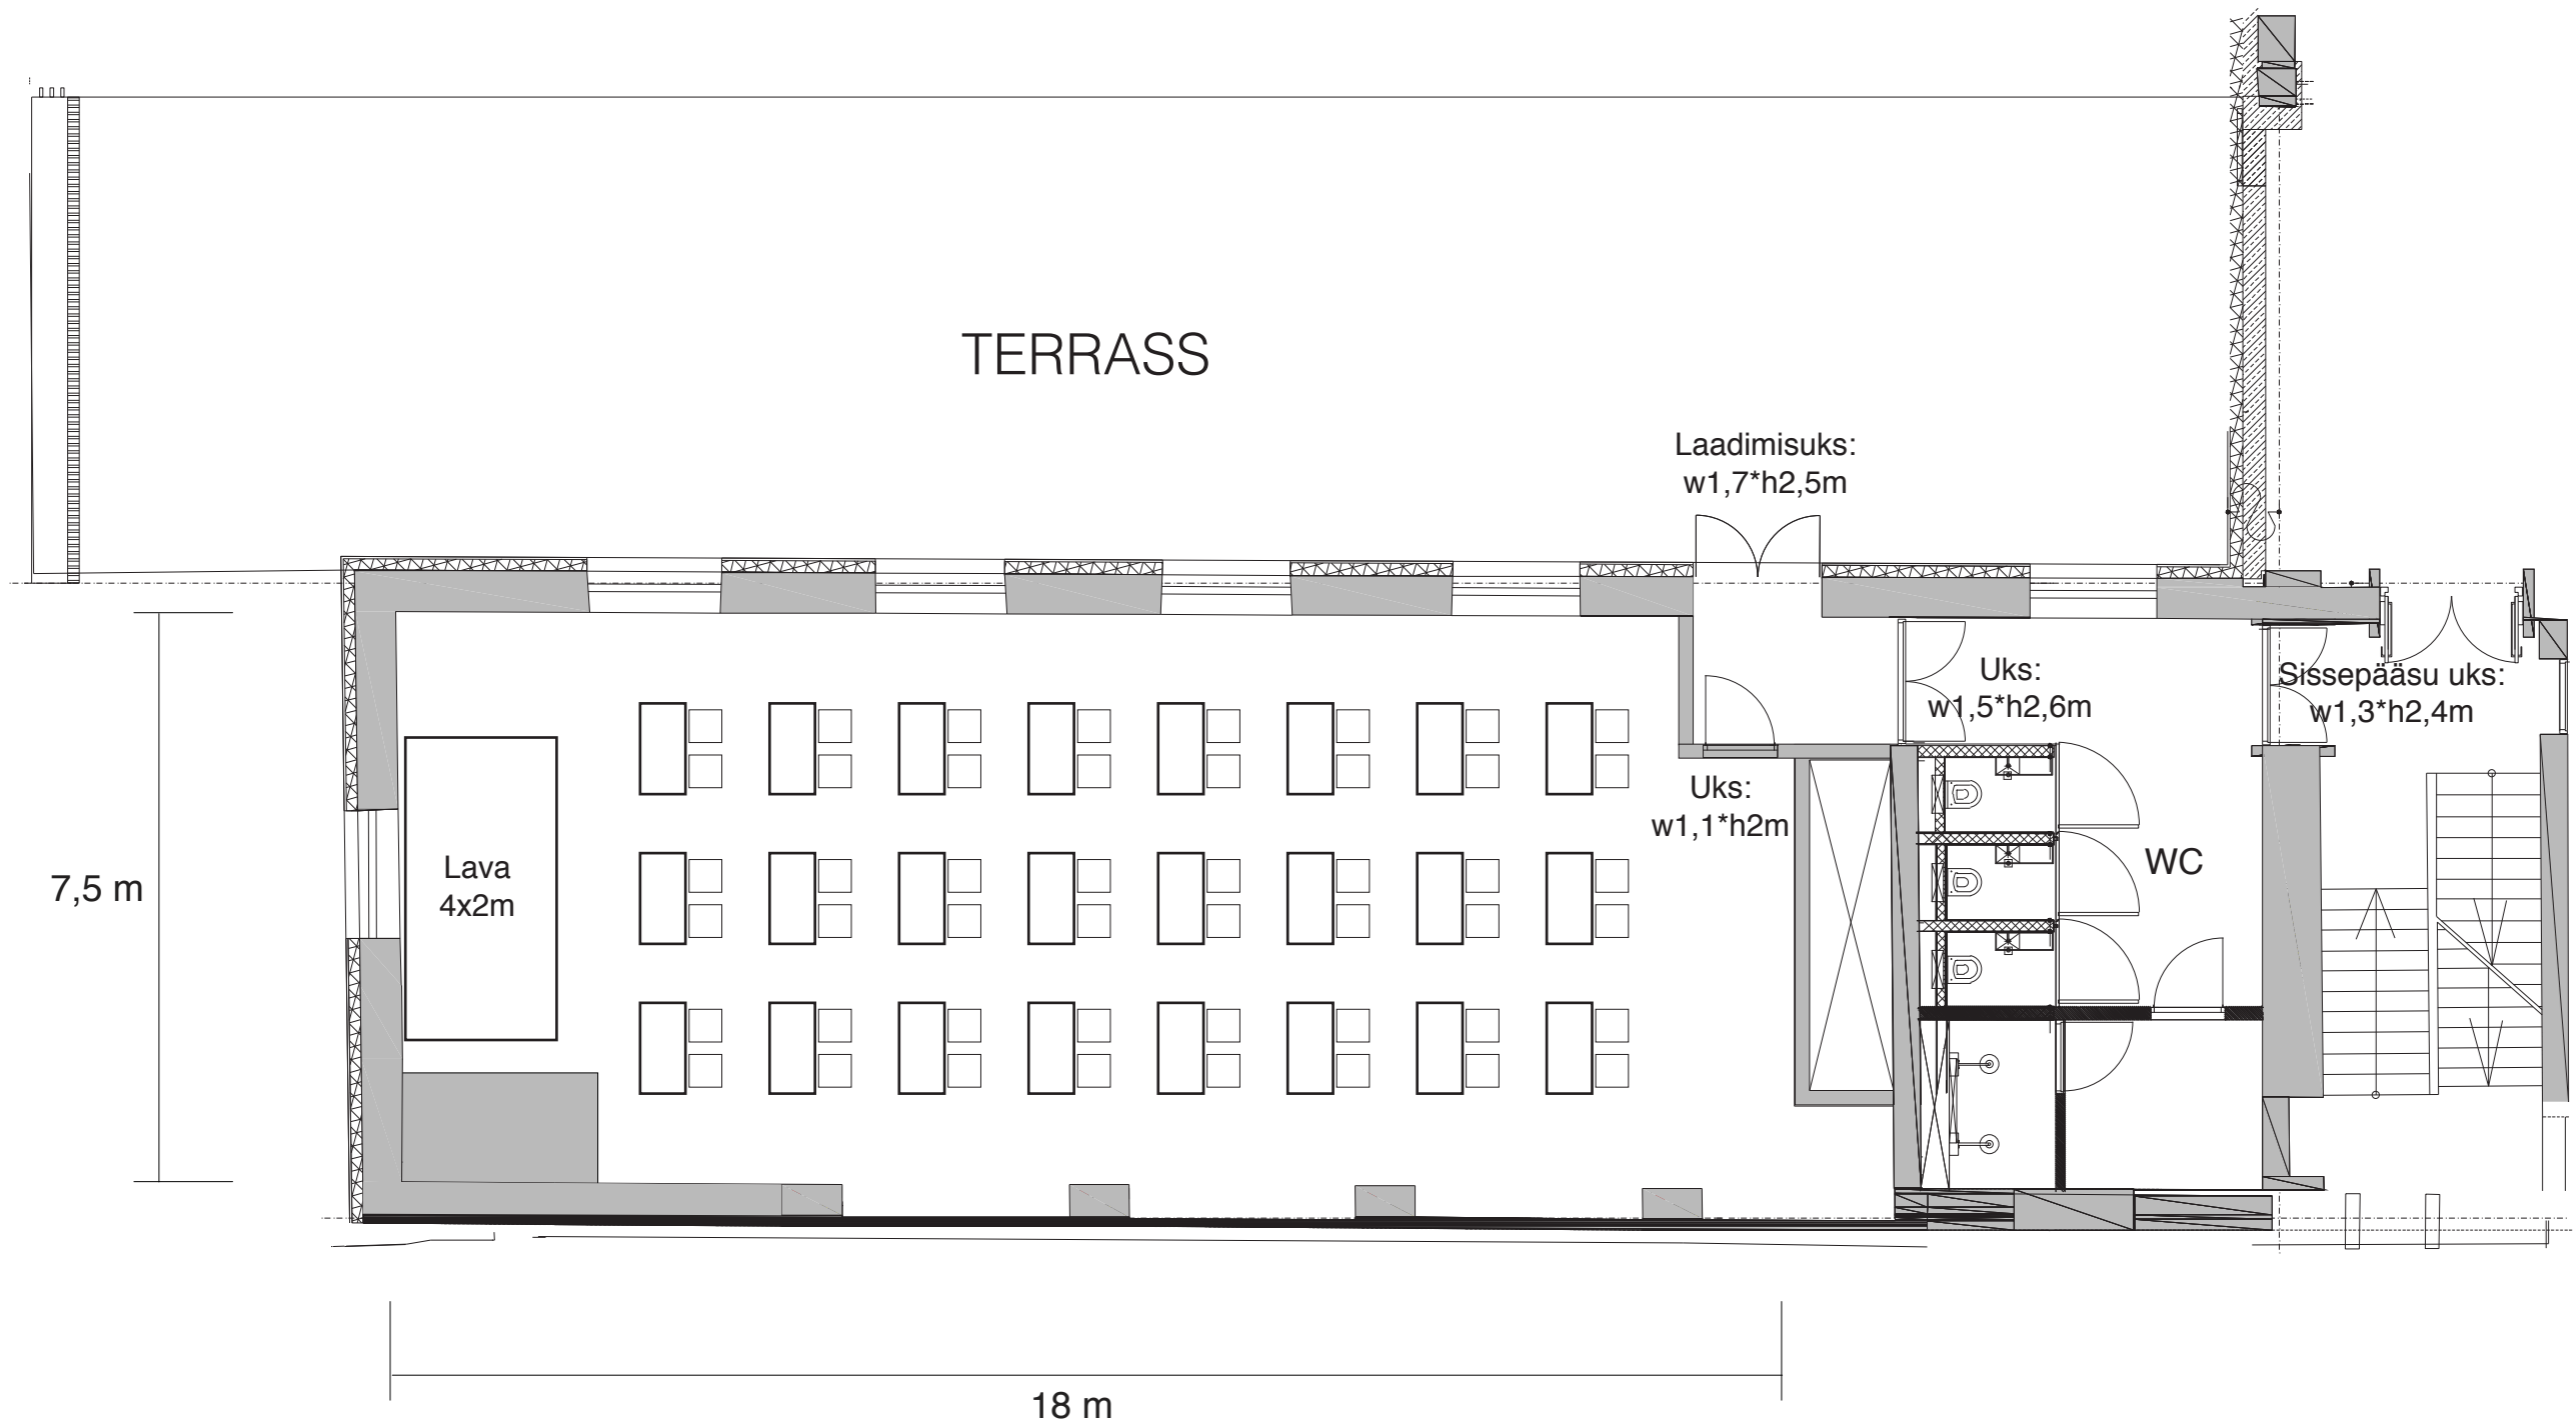 TERRASS
Laadimisuks:
w1,7*h2,5m
Uks:
w1,5*h2,6m
Sissepääsu uks:
w1,3*h2,4m
Uks:
w1,1*h2m
WC
Lava
4x2m
7,5 m
18 m